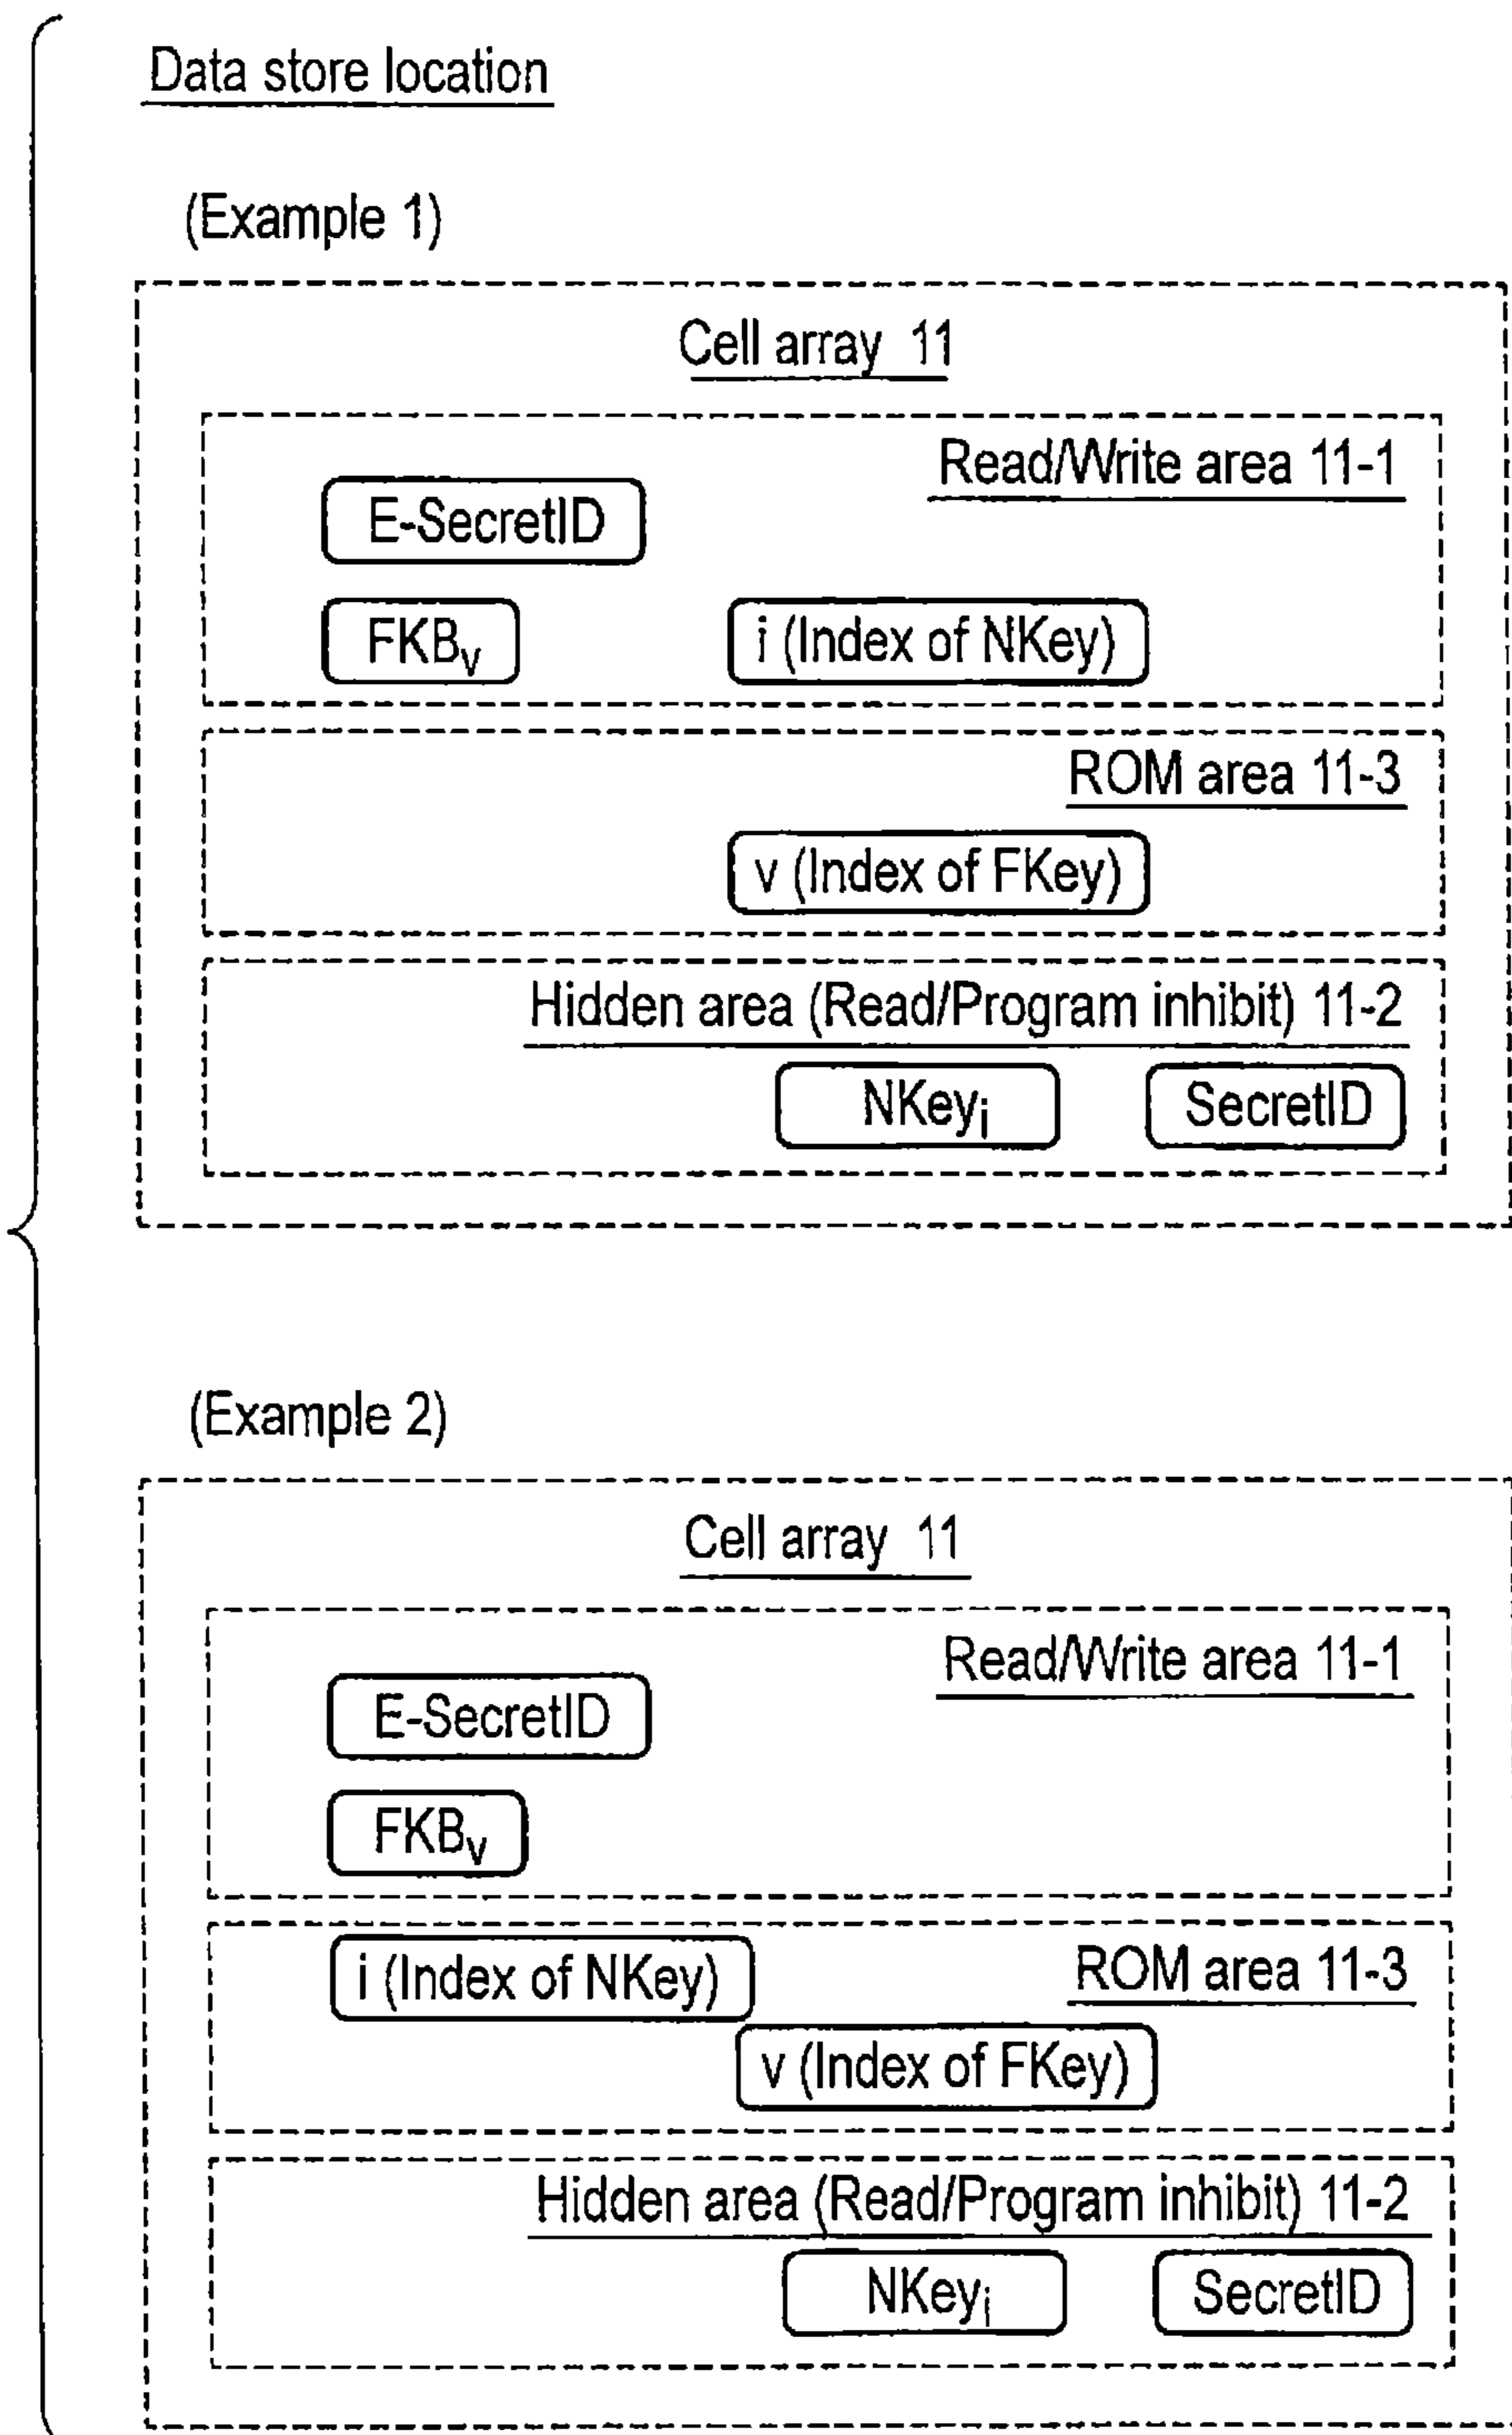 Data store location
(Example 1)
Cell array 11
Read/Write area 11-1
E-SecretID
FKBv i (Index of NKey)
ROM area 11-3
v (Index of FKey)
Hidden area (Read/Program inhibit) 11-2
NKeyi SecretID
(Example 2)
Cell array 11
Read/Write area 11-1
E-SecretID
FKBv
i (Index of NKey) ROM area 11-3
v (Index of FKey)
Hidden area (Read/Program inhibit) 11-2
NKeyi SecretID